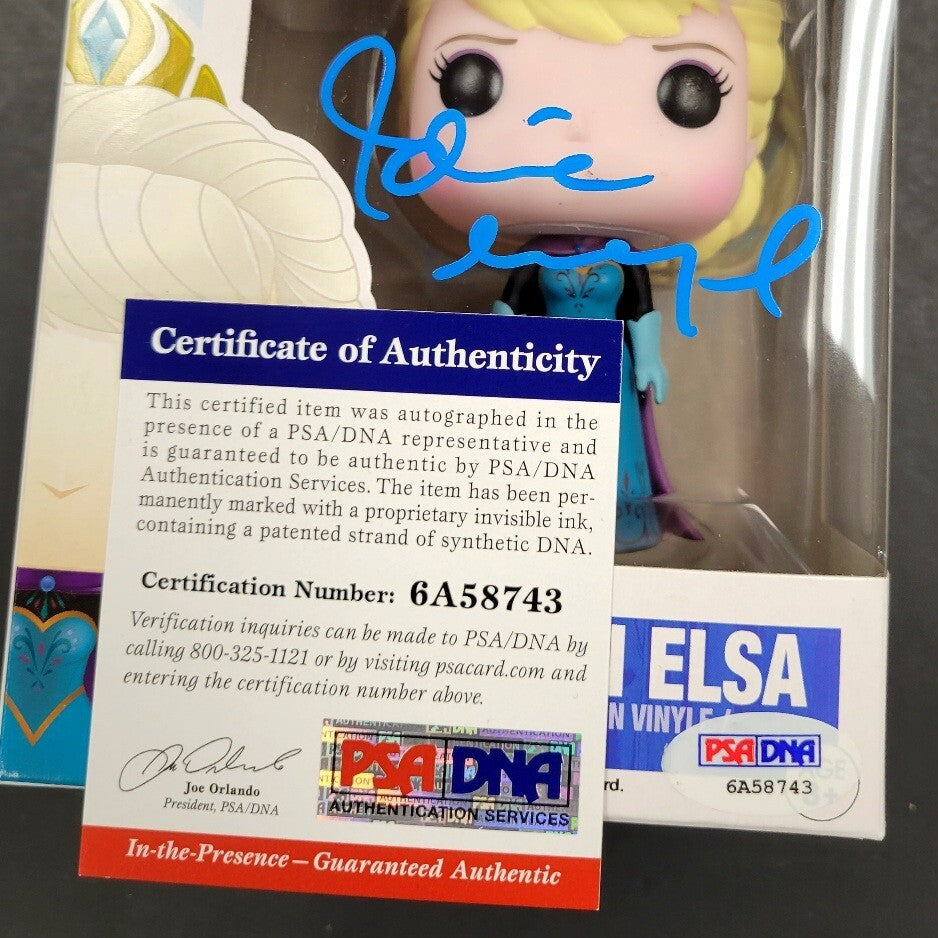 Idina
Menzel
Certificate of Authenticity
This certified item was autographed in the
presence of a PSA/DNA representative and
is guaranteed to be authentic by PSA/DNA
Authentication Services. The item has been per-
manently marked with a proprietary invisible ink,
containing a patented strand of synthetic DNA.
Certification Number: 6A58743
Verification inquiries can be made to PSA/DNA by
calling 800-325-1121 or by visiting psacard.com and
entering the certification number above.
Joe Orlando
President, PSA/DNA
PSA DNA
AUTHENTICATION SERVICES
In-the-Presence — Guaranteed Authentic
ELSA
N VINYLE /
rd.
PSA DNA
6A58743